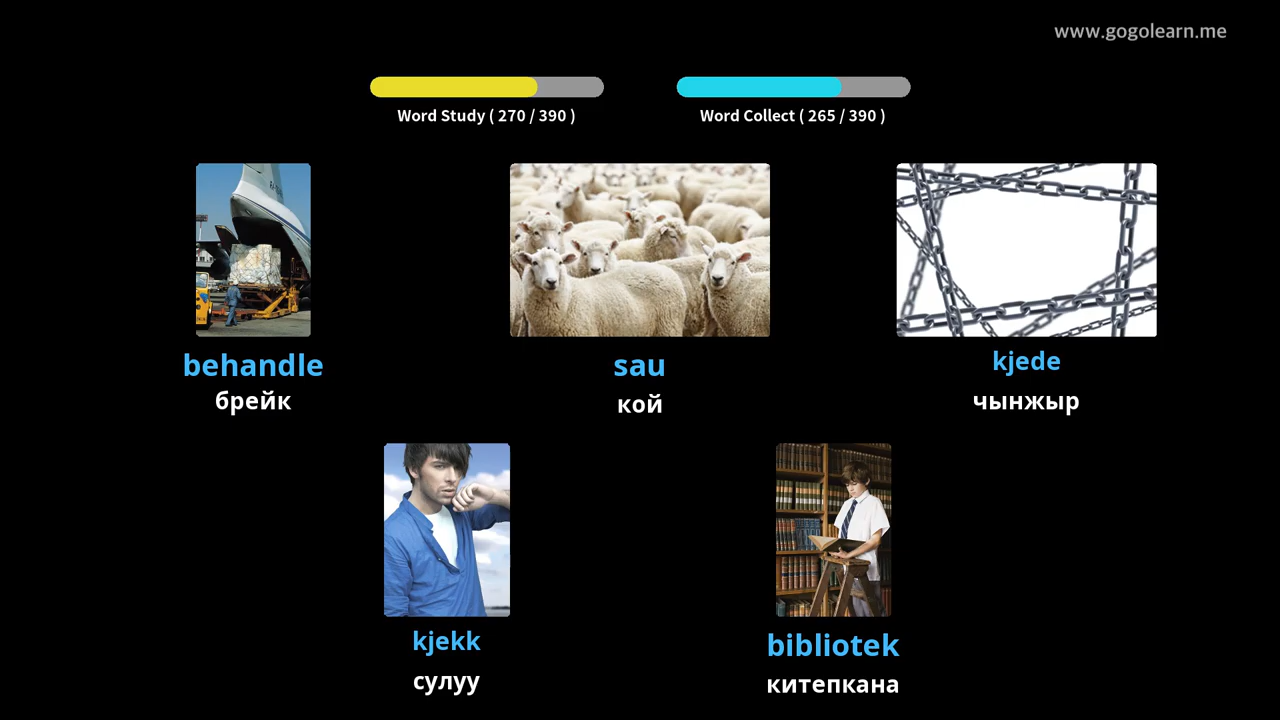 www.gogolearn.me
Word Study ( 270 / 390 )
Word Collect ( 265 / 390 )
behandle
брейк
sau
кой
kjede
чынжыр
kjekk
сулуу
bibliotek
китепкана